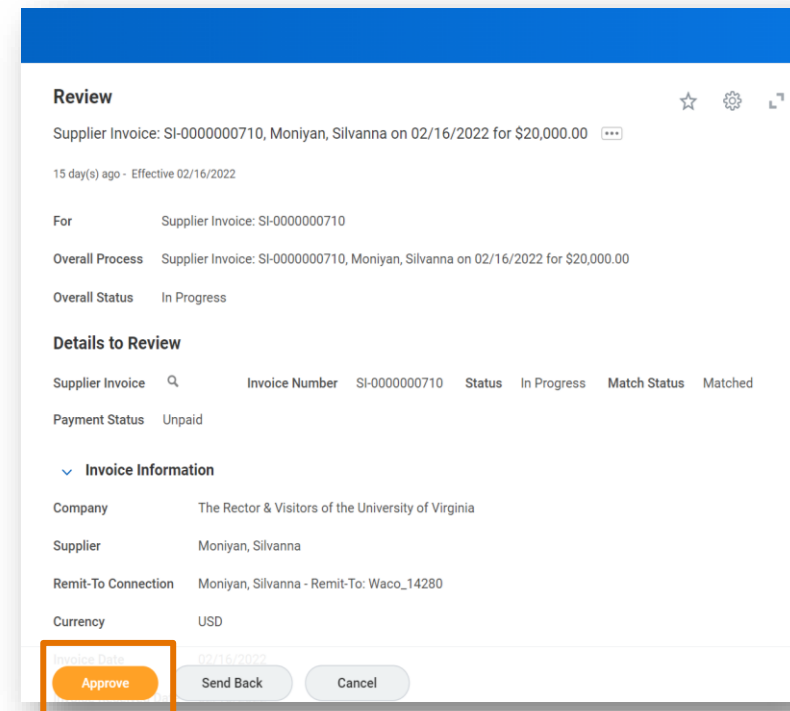 Review
Supplier Invoice: SI-0000000710, Moniyan, Silvanna on 02/16/2022 for $20,000.00
15 day(s) ago - Effective 02/16/2022
For Supplier Invoice: SI-0000000710
Overall Process Supplier Invoice: SI-0000000710, Moniyan, Silvanna on 02/16/2022 for $20,000.00
Overall Status In Progress
Details to Review
Supplier Invoice Invoice Number SI-0000000710 Status In Progress Match Status Matched
Payment Status Unpaid
Invoice Information
Company The Rector & Visitors of the University of Virginia
Supplier Moniyan, Silvanna
Remit-To Connection Moniyan, Silvanna - Remit-To: Waco_14280
Currency USD
Invoice Date 02/16/2022
Approve Send Back Cancel